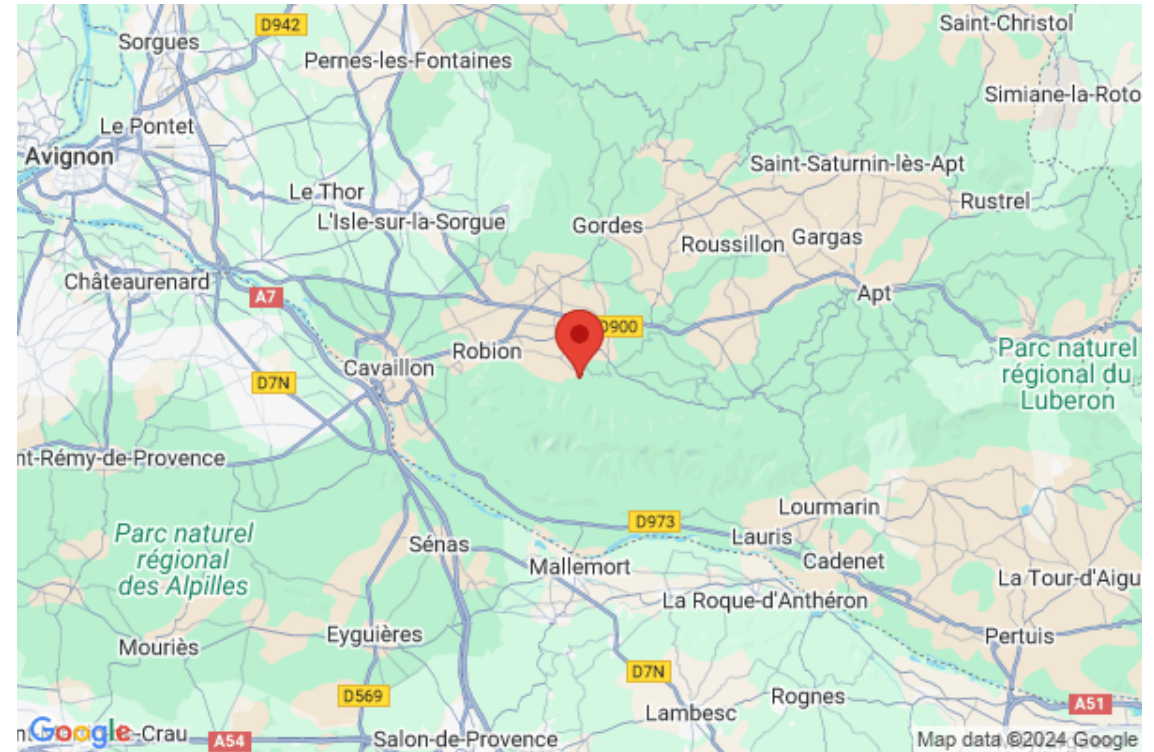 D942
Saint-Christol
Sorgues
Pernes-les-Fontaines
Simiane-la-Roto
Le Pontet
Avignon
Saint-Saturnin-lès-Apt
Le Thor
Rustrel
L'Isle-sur-la-Sorgue
Gordes
Roussillon
Gargas
Châteaurenard
A7
Apt
D900
Robion
Parc naturel
régional du
Luberon
Cavaillon
D7N
nt-Rémy-de-Provence
Lourmarin
D973
Parc naturel
régional
des Alpilles
Lauris
Sénas
Cadenet
Mallemort
La Tour-d'Aigu
La Roque-d'Anthéron
Eyguières
Pertuis
Mouriès
D7N
D569
Rognes
A51
Lambesc
Google
-Crau
A54
Salon-de-Provence
Map data ©2024 Google